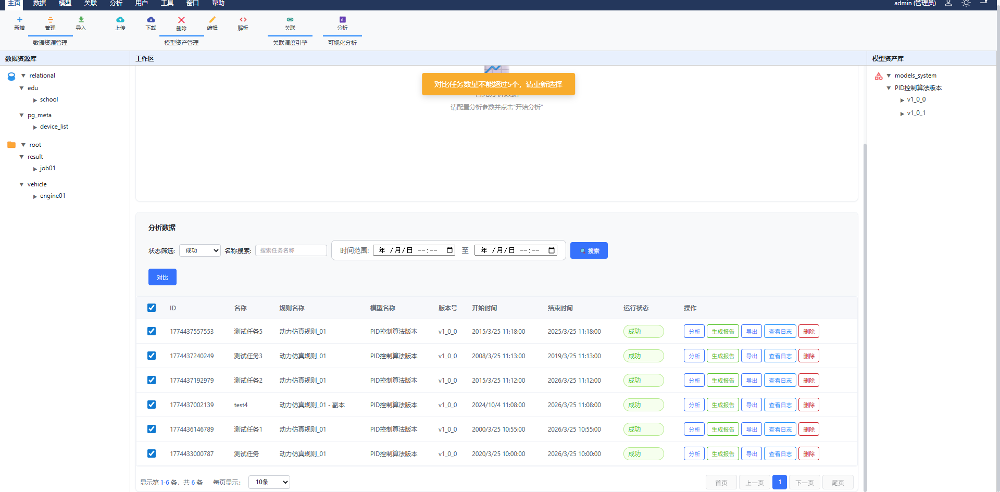 主页 数据 模型 关联 分析 用户 工具 窗口 帮助 admin (管理员)
新增 管理 导入 上传 下载 删除 编辑 解析 关联 分析
数据资源管理 模型资产管理 关联调度引擎 可视化分析
数据资源库
relational
edu
school
pg_meta
device_list
root
result
job01
vehicle
engine01
工作区
对比任务数量不能超过5个，请重新选择
请配置分析参数并点击"开始分析"
分析数据
状态筛选: 成功 名称搜索: 搜索任务名称 时间范围: 年 /月/日 --:-- 至 年 /月/日 --:-- 搜索
对比
ID 名称 规则名称 模型名称 版本号 开始时间 结束时间 运行状态 操作
1774437557553 测试任务5 动力仿真规则_01 PID控制算法版本 v1_0_0 2015/3/25 11:18:00 2025/3/25 11:18:00 成功 分析 生成报告 导出 查看日志 删除
1774437240249 测试任务3 动力仿真规则_01 PID控制算法版本 v1_0_0 2008/3/25 11:13:00 2019/3/25 11:13:00 成功 分析 生成报告 导出 查看日志 删除
1774437192979 测试任务2 动力仿真规则_01 PID控制算法版本 v1_0_0 2015/3/25 11:12:00 2026/3/25 11:12:00 成功 分析 生成报告 导出 查看日志 删除
1774437002139 test4 动力仿真规则_01 - 副本 PID控制算法版本 v1_0_0 2024/10/4 11:08:00 2026/3/25 11:08:00 成功 分析 生成报告 导出 查看日志 删除
1774436146789 测试任务1 动力仿真规则_01 PID控制算法版本 v1_0_0 2000/3/25 10:55:00 2026/3/25 10:55:00 成功 分析 生成报告 导出 查看日志 删除
1774433000787 测试任务 动力仿真规则_01 PID控制算法版本 v1_0_0 2020/3/25 10:00:00 2026/3/25 10:00:00 成功 分析 生成报告 导出 查看日志 删除
显示第 1-6 条，共 6 条 每页显示： 10条 首页 上一页 1 下一页 尾页
模型资产库
models_system
PID控制算法版本
v1_0_0
v1_0_1